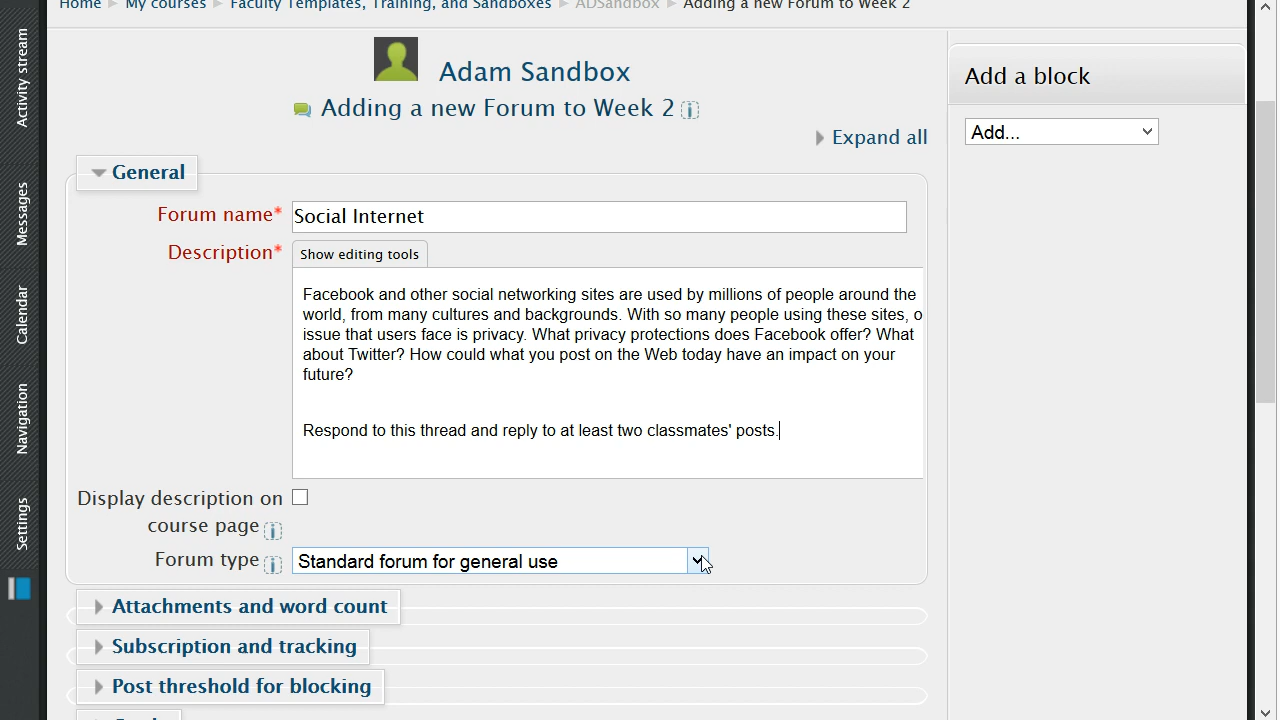 Home My courses Faculty Templates, Training, and Sandboxes ADSandbox Adding a new Forum to Week 2
Activity stream
Messages
Calendar
Navigation
Settings
Adam Sandbox
Adding a new Forum to Week 2
Expand all
General
Forum name* Social Internet
Description* Show editing tools
Facebook and other social networking sites are used by millions of people around the
world, from many cultures and backgrounds. With so many people using these sites, o
issue that users face is privacy. What privacy protections does Facebook offer? What
about Twitter? How could what you post on the Web today have an impact on your
future?
Respond to this thread and reply to at least two classmates' posts.
Display description on
course page
Forum type Standard forum for general use
Attachments and word count
Subscription and tracking
Post threshold for blocking
Add a block
Add...